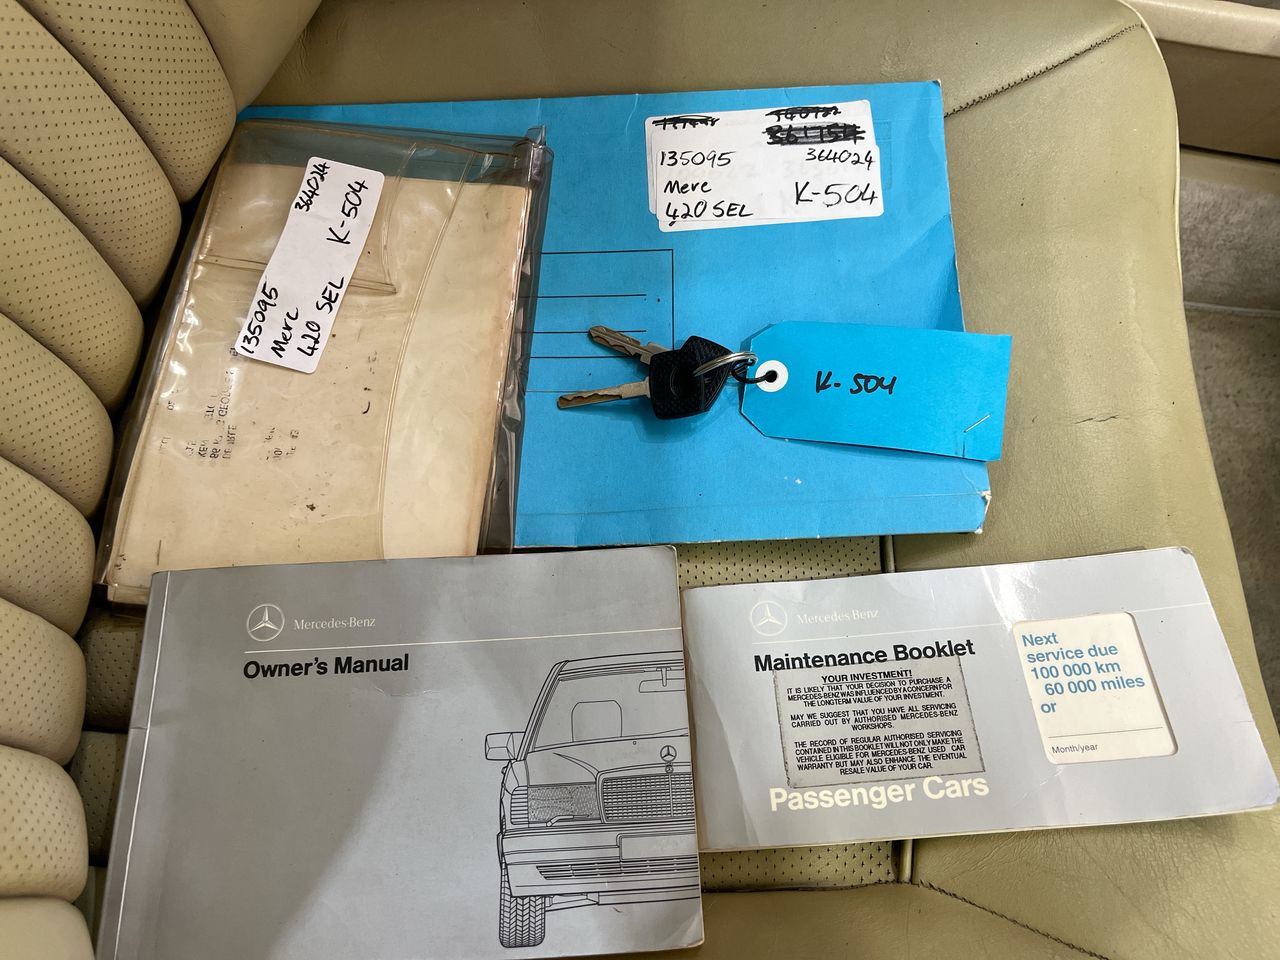 364024
K-504
135095
Merc
420 SEL
135095
364024
Merc
420 SEL
K-504
K-504
Mercedes-Benz
Owner's Manual
Mercedes-Benz
Maintenance Booklet
YOUR INVESTMENT!
IT IS LIKELY THAT YOUR DECISION TO PURCHASE A
MERCEDES-BENZ WAS INFLUENCED BY A CONCERN FOR
THE LONGTERM VALUE OF YOUR INVESTMENT.
MAY WE SUGGEST THAT YOU HAVE ALL SERVICING
CARRIED OUT BY AUTHORISED MERCEDES-BENZ
WORKSHOPS.
THE RECORD OF REGULAR AUTHORISED SERVICING
CONTAINED IN THIS BOOKLET WILL NOT ONLY MAKE THE
VEHICLE ELIGIBLE FOR MERCEDES-BENZ USED CAR
WARRANTY BUT MAY ALSO ENHANCE THE EVENTUAL
RESALE VALUE OF YOUR CAR.
Passenger Cars
Next
service due
100 000 km
60 000 miles
or
Month/year